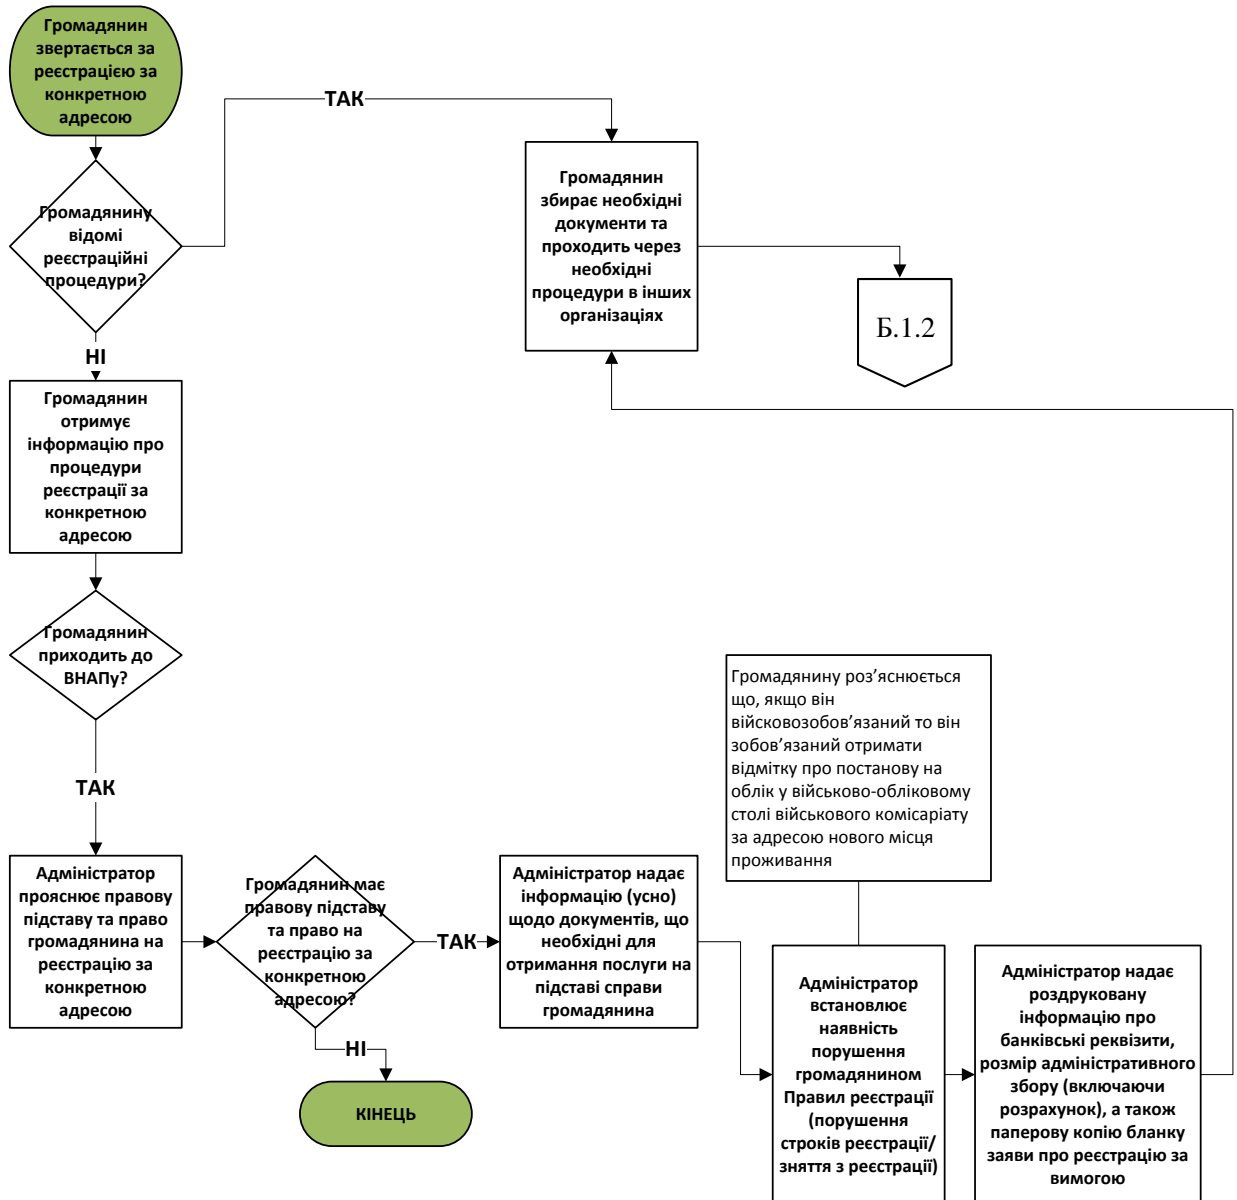 Громадянин
звертається за
реєстрацією за
конкретною
адресою
ТАК
Громадянину
відомі
реєстраційні
процедури?
Громадянин
збирає необхідні
документи та
проходить через
необхідні
процедури в інших
організаціях
Б.1.2
НІ
Громадянин
отримує
інформацію про
процедури
реєстрації за
конкретною
адресою
Громадянин
приходить до
ВНАПу?
ТАК
Громадянину роз’яснюється
що, якщо він
військовозобов’язаний то він
зобов’язаний отримати
відмітку про постанову на
облік у військово-обліковому
столі військового комісаріату
за адресою нового місця
проживання
Адміністратор
прояснює правову
підставу та право
громадянина на
реєстрацію за
конкретною
адресою
Громадянин має
правову підставу
та право на
реєстрацію за
конкретною
адресою?
ТАК
НІ
КІНЕЦЬ
Адміністратор надає
інформацію (усно)
щодо документів, що
необхідні для
отримання послуги на
підставі справи
громадянина
Адміністратор
встановлює
наявність
порушення
громадянином
Правил реєстрації
(порушення
строків реєстрації/
зняття з реєстрації)
Адміністратор надає
роздруковану
інформацію про
банківські реквізити,
розмір адміністративного
збору (включаючи
розрахунок), а також
паперову копію бланку
заяви про реєстрацію за
вимогою